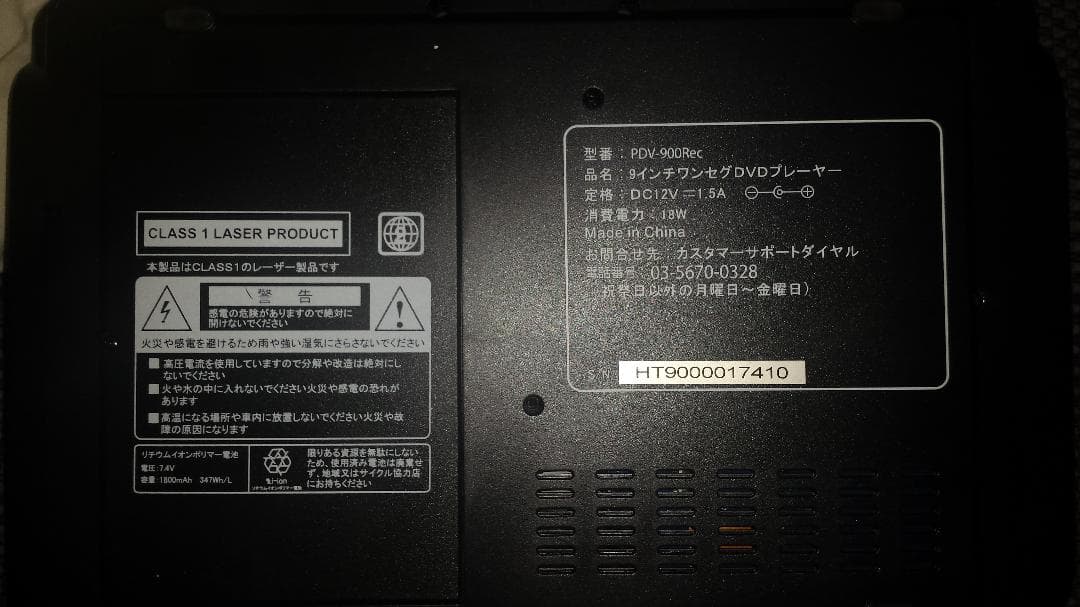 CLASS 1 LASER PRODUCT
2
本製品はCLASS1のレーザー製品です
警 告
感電の危険がありますので絶対に
開けないでください
火災や感電を避けるため雨や強い湿気にさらさないでください
■高圧電流を使用していますので分解や改造は絶対にし
ないでください
■火や水の中に入れないでください火災や感電の恐れが
あります
■高温になる場所や車内に放置しないでください火災や故
障の原因になります
リチウムイオンポリマー電池
電圧:7.4V
容量:1800mAh 347Wh/L
Li-ion
リチウムイオンポリマー電池
限りある資源を無駄にしない
ため、使用済み電池は廃棄せ
ず、地域又はサイクル協力店
にお持ちください
型番:PDV-900Rec
品名:9インチワンセグDVDプレーヤー
定格:DC12V⎓1.5A
消費電力:18W
Made in China
お問合せ先:カスタマーサポートダイヤル
電話番号:03-5670-0328
(祝祭日以外の月曜日~金曜日)
N
HT9000017410